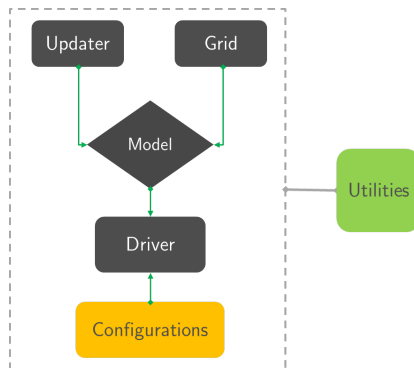 Updater
Grid
Model
Utilities
Driver
Configurations